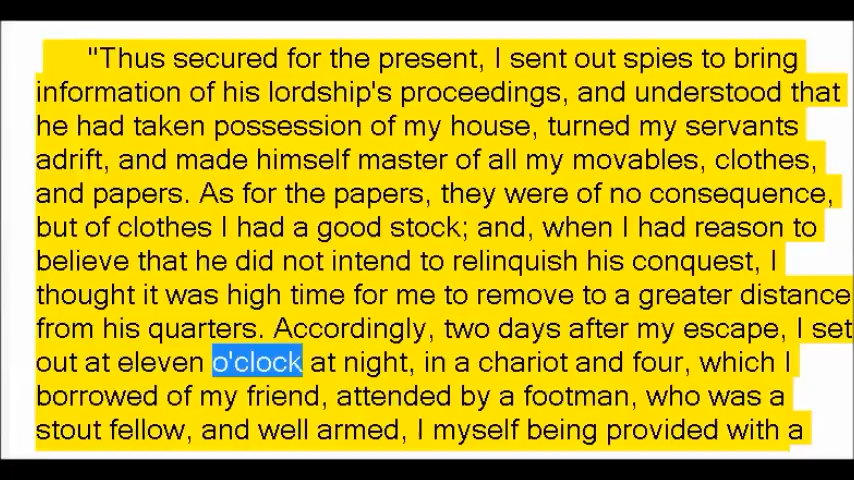 "Thus secured for the present, I sent out spies to bring
information of his lordship's proceedings, and understood that
he had taken possession of my house, turned my servants
adrift, and made himself master of all my movables, clothes,
and papers. As for the papers, they were of no consequence,
but of clothes I had a good stock; and, when I had reason to
believe that he did not intend to relinquish his conquest, I
thought it was high time for me to remove to a greater distance
from his quarters. Accordingly, two days after my escape, I set
out at eleven o'clock at night, in a chariot and four, which I
borrowed of my friend, attended by a footman, who was a
stout fellow, and well armed, I myself being provided with a